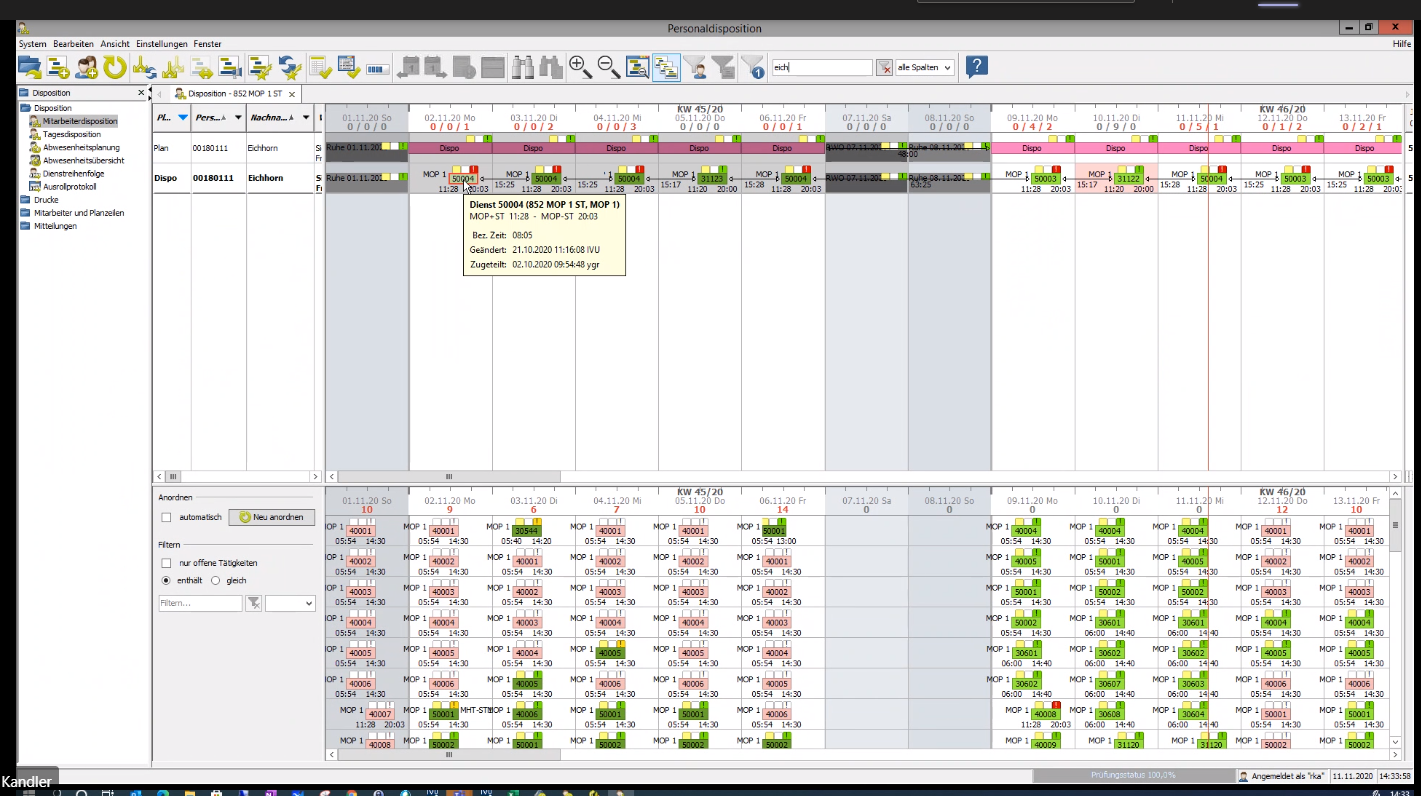 Personaldisposition
System Bearbeiten Ansicht Einstellungen Fenster
Hilfe
eich
alle Spalten
Disposition
Disposition - 852 MOP 1 ST
Disposition
Mitarbeiterdisposition
Tagesdisposition
Abwesenheitsplanung
Abwesenheitsübersicht
Dienstreihenfolge
Ausrollprotokoll
Drucke
Mitarbeiter und Planzeilen
Mitteilungen
Pl... Pers... Nachna...
KW 45/20 KW 46/20
01.11.20 So 02.11.20 Mo 03.11.20 Di 04.11.20 Mi 05.11.20 Do 06.11.20 Fr 07.11.20 Sa 08.11.20 So 09.11.20 Mo 10.11.20 Di 11.11.20 Mi 12.11.20 Do 13.11.20 Fr
0 / 0 / 0 0 / 0 / 1 0 / 0 / 2 0 / 0 / 3 0 / 0 / 0 0 / 0 / 1 0 / 0 / 0 0 / 0 / 0 0 / 4 / 2 0 / 9 / 0 0 / 5 / 1 0 / 1 / 2 0 / 2 / 1
Plan 00180111 Eichhorn Ruhe 01.11.202 Dispo Dispo Dispo Dispo Dispo 48:00 Dispo Dispo Dispo Dispo Dispo
Dispo 00180111 Eichhorn Ruhe 01.11.202 MOP 1 50004 MOP 1 50004 50004 MOP 1 31123 MOP 1 50004 63:25 MOP 1 50003 MOP 1 31122 MOP 1 50004 MOP 1 50003 MOP 1 50003
11:28 20:03 15:25 11:28 20:03 15:25 11:28 20:03 15:17 11:20 20:00 15:28 11:28 20:03 11:28 20:03 15:17 11:20 20:00 15:28 11:28 20:03 15:25 11:28 20:03 15:25 11:28 20:03
Dienst 50004 (852 MOP 1 ST, MOP 1)
MOP+ST 11:28 - MOP-ST 20:03
Bez. Zeit: 08:05
Geändert: 21.10.2020 11:16:08 IVU
Zugeteilt: 02.10.2020 09:54:48 ygr
Anordnen
automatisch Neu anordnen
Filtern
nur offene Tätigkeiten
enthält gleich
Filtern...
KW 45/20 KW 46/20
01.11.20 So 02.11.20 Mo 03.11.20 Di 04.11.20 Mi 05.11.20 Do 06.11.20 Fr 07.11.20 Sa 08.11.20 So 09.11.20 Mo 10.11.20 Di 11.11.20 Mi 12.11.20 Do 13.11.20 Fr
10 9 6 7 10 14 0 0 0 0 0 12 10
40001 MOP 1 40001 MOP 1 30544 MOP 1 40001 MOP 1 40001 MOP 1 50001 MOP 1 40004 MOP 1 40004 MOP 1 40004 MOP 1 40001 MOP 1 40001
05:54 14:30 05:54 14:30 05:40 14:20 05:54 14:30 05:54 14:30 05:54 13:00 05:54 14:30 05:54 14:30 05:54 14:30 05:54 14:30 05:54 14:30
40002 MOP 1 40002 MOP 1 40001 MOP 1 40002 MOP 1 40002 MOP 1 40001 MOP 1 40005 MOP 1 50001 MOP 1 40005 MOP 1 40002 MOP 1 40002
05:54 14:30 05:54 14:30 05:54 14:30 05:54 14:30 05:54 14:30 05:54 14:30 05:54 14:30 05:54 14:30 05:54 14:30 05:54 14:30 05:54 14:30
40003 MOP 1 40003 MOP 1 40002 MOP 1 40003 MOP 1 40003 MOP 1 40002 MOP 1 50001 MOP 1 50002 MOP 1 50002 MOP 1 40003 MOP 1 40003
05:54 14:30 05:54 14:30 05:54 14:30 05:54 14:30 05:54 14:30 05:54 14:30 05:54 14:30 05:54 14:30 05:54 14:30 05:54 14:30 05:54 14:30
40004 MOP 1 40004 MOP 1 40003 MOP 1 40004 MOP 1 40004 MOP 1 40003 MOP 1 50002 MOP 1 30601 MOP 1 30601 MOP 1 40004 MOP 1 40004
05:54 14:30 05:54 14:30 05:54 14:30 05:54 14:30 05:54 14:30 05:54 14:30 05:54 14:30 06:00 14:40 06:00 14:40 05:54 14:30 05:54 14:30
40005 MOP 1 40005 MOP 1 40004 MOP 1 40005 MOP 1 40005 MOP 1 40004 MOP 1 30601 MOP 1 30602 MOP 1 30602 MOP 1 40005 MOP 1 40005
05:54 14:30 05:54 14:30 05:54 14:30 05:54 14:30 05:54 14:30 05:54 14:30 06:00 14:40 06:00 14:40 06:00 14:40 05:54 14:30 05:54 14:30
40006 MOP 1 40006 MOP 1 40005 MOP 1 40006 MOP 1 40006 MOP 1 40005 MOP 1 30602 MOP 1 30607 MOP 1 30603 MOP 1 40006 MOP 1 40006
05:54 14:30 05:54 14:30 05:54 14:30 05:54 14:30 05:54 14:30 05:54 14:30 06:00 14:40 06:00 14:40 06:00 14:40 05:54 14:30 05:54 14:30
MOP 1 40007 MOP 1 50001 40006 MOP 1 50001 MOP 1 50001 MOP 1 40006 MOP 1 40008 MOP 1 30608 MOP 1 30604 MOP 1 50001 MOP 1 50001
11:28 20:03 05:54 14:30 05:54 14:30 05:54 14:30 05:54 14:30 05:54 14:30 11:28 20:03 06:00 14:40 06:00 14:40 05:54 14:30 05:54 14:30
MOP 1 40008 MOP 1 50002 MOP 1 50001 MOP 1 50002 MOP 1 50002 MOP 1 50002 MOP 1 40009 MOP 1 31120 MOP 1 31120 MOP 1 50002 MOP 1 50002
Prüfungsstatus 100,0% Angemeldet als "rka" 11.11.2020 14:33:58
Kandler
14:33